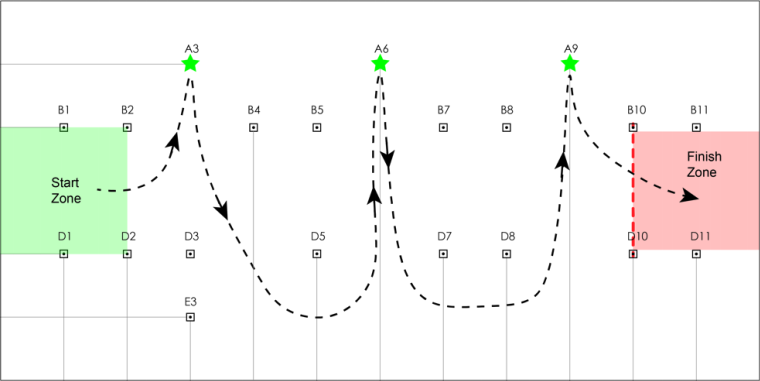 A3
A6
A9
B1
B2
B4
B5
B7
B8
B10
B11
Start
Zone
Finish
Zone
D1
D2
D3
D5
D7
D8
D10
D11
E3